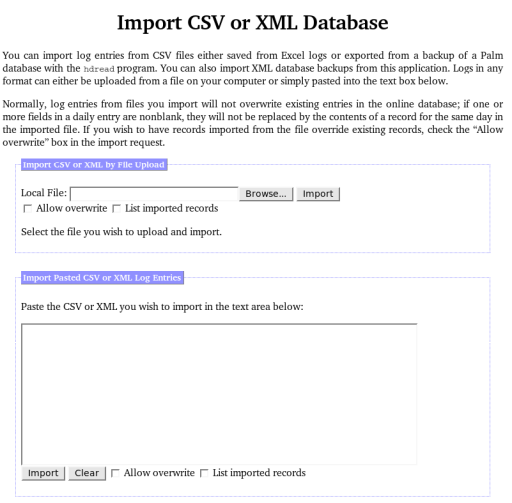 Import CSV or XML Database
You can import log entries from CSV files either saved from Excel logs or exported from a backup of a Palm
database with the hdread program. You can also import XML database backups from this application. Logs in any
format can either be uploaded from a file on your computer or simply pasted into the text box below.
Normally, log entries from files you import will not overwrite existing entries in the online database; if one or
more fields in a daily entry are nonblank, they will not be replaced by the contents of a record for the same day in
the imported file. If you wish to have records imported from the file override existing records, check the “Allow
overwrite” box in the import request.
Import CSV or XML by File Upload
Local File: Browse... Import
Allow overwrite List imported records
Select the file you wish to upload and import.
Import Pasted CSV or XML Log Entries
Paste the CSV or XML you wish to import in the text area below:
Import Clear Allow overwrite List imported records